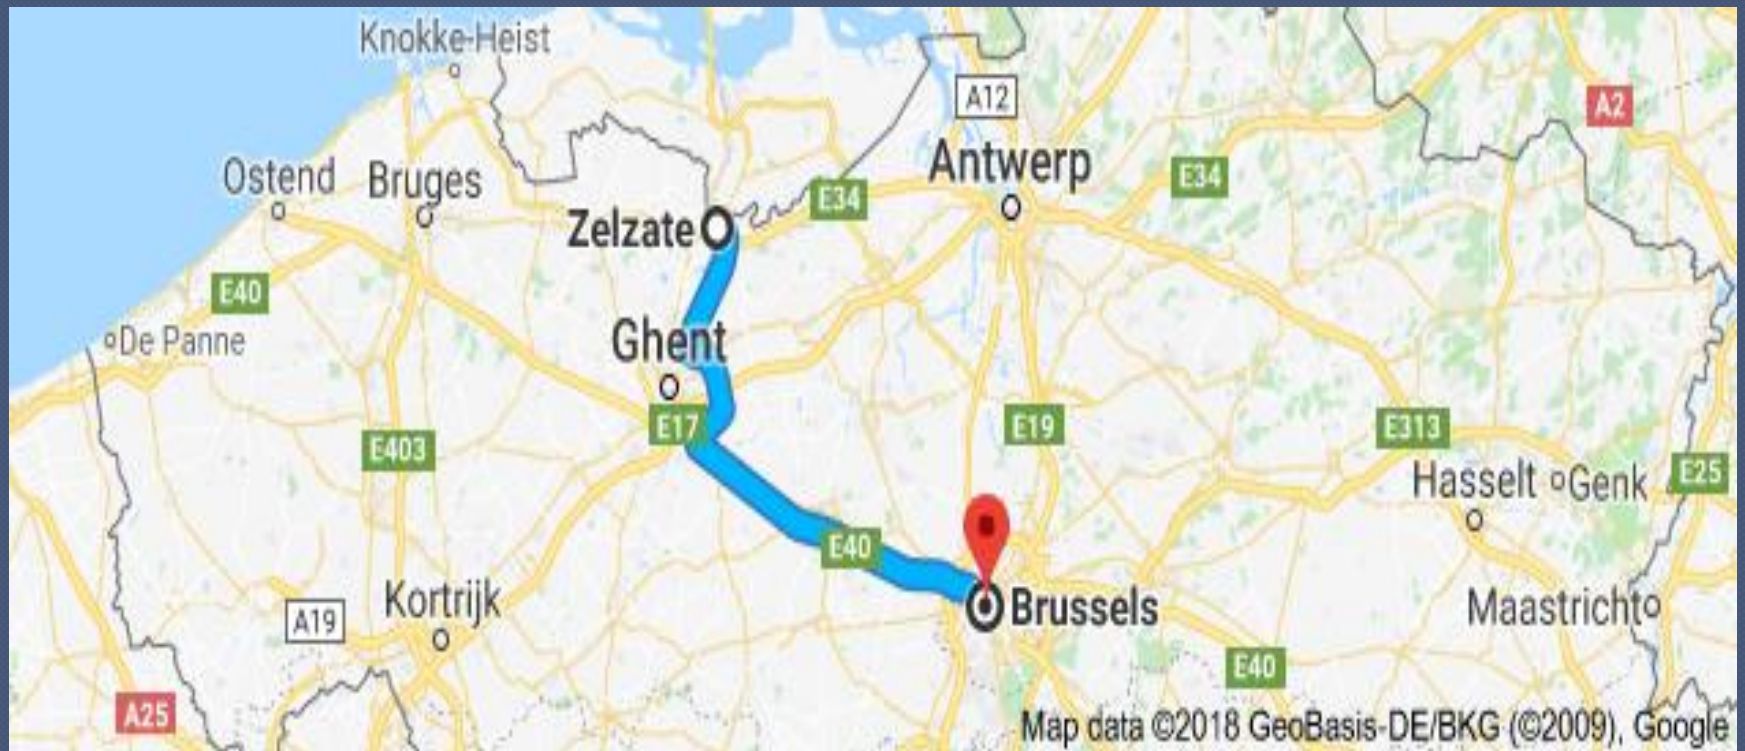 Knokke-Heist
A12
A2
Antwerp
Ostend
Bruges
E34
E34
Zelzate
E40
De Panne
Ghent
E17
E403
E19
E313
Hasselt
Genk
E25
E40
Kortrijk
A19
Brussels
Maastricht
E40
A25
Map data ©2018 GeoBasis-DE/BKG (©2009), Google